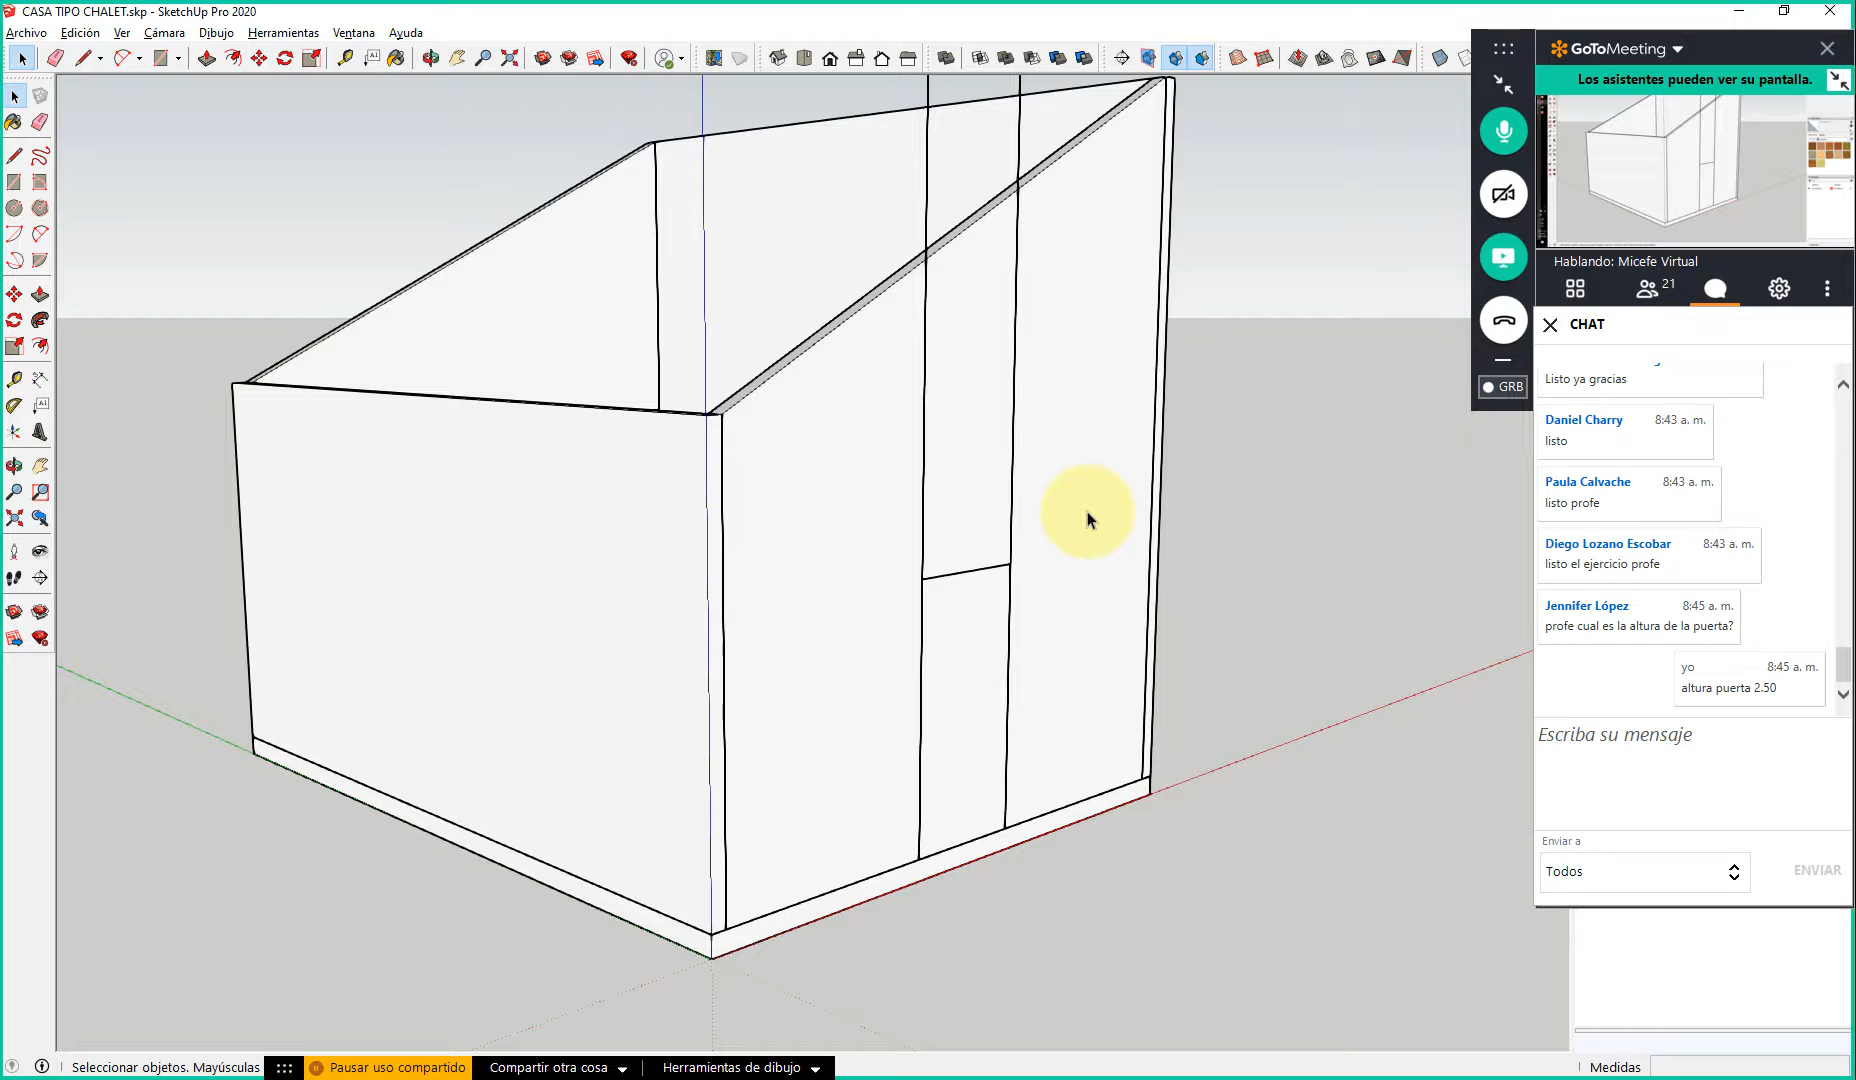 CASA TIPO CHALET.skp - SketchUp Pro 2020
Archivo Edición Ver Cámara Dibujo Herramientas Ventana Ayuda
GoToMeeting
Los asistentes pueden ver su pantalla.
Hablando: Micefe Virtual
21
CHAT
GRB
Listo ya gracias
Daniel Charry 8:43 a. m.
listo
Paula Calvache 8:43 a. m.
listo profe
Diego Lozano Escobar 8:43 a. m.
listo el ejercicio profe
Jennifer López 8:45 a. m.
profe cual es la altura de la puerta?
yo 8:45 a. m.
altura puerta 2.50
Escriba su mensaje
Enviar a
Todos
ENVIAR
Seleccionar objetos. Mayúsculas
Pausar uso compartido
Compartir otra cosa
Herramientas de dibujo
Medidas